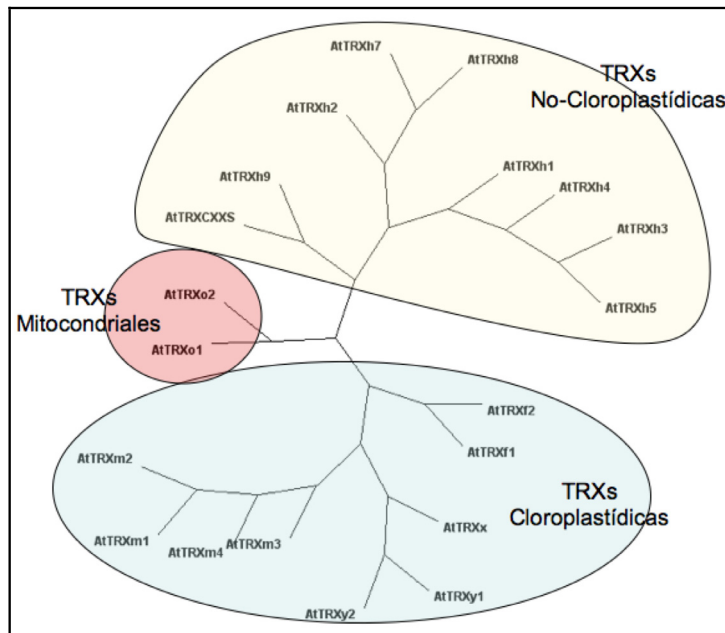 AtTRXh7
AtTRXh8
TRXs
No-Cloroplastídicas
AtTRXh2
AtTRXh1
AtTRXh9
AtTRXh4
AtTRXCXXS
AtTRXh3
TRXs
Mitocondriales
AtTRXo2
AtTRXh5
AtTRXo1
AtTRXf2
AtTRXf1
AtTRXm2
TRXs
Cloroplastídicas
AtTRXx
AtTRXm1
AtTRXm4
AtTRXm3
AtTRXy1
AtTRXy2